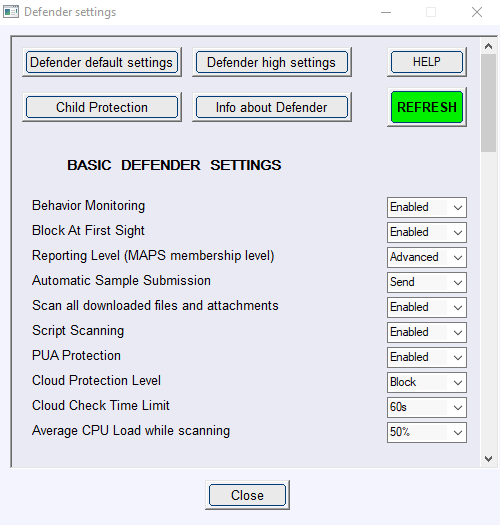 Defender settings
Defender default settings
Defender high settings
HELP
Child Protection
Info about Defender
REFRESH
BASIC DEFENDER SETTINGS
Behavior Monitoring Enabled
Block At First Sight Enabled
Reporting Level (MAPS membership level) Advanced
Automatic Sample Submission Send
Scan all downloaded files and attachments Enabled
Script Scanning Enabled
PUA Protection Enabled
Cloud Protection Level Block
Cloud Check Time Limit 60s
Average CPU Load while scanning 50%
Close